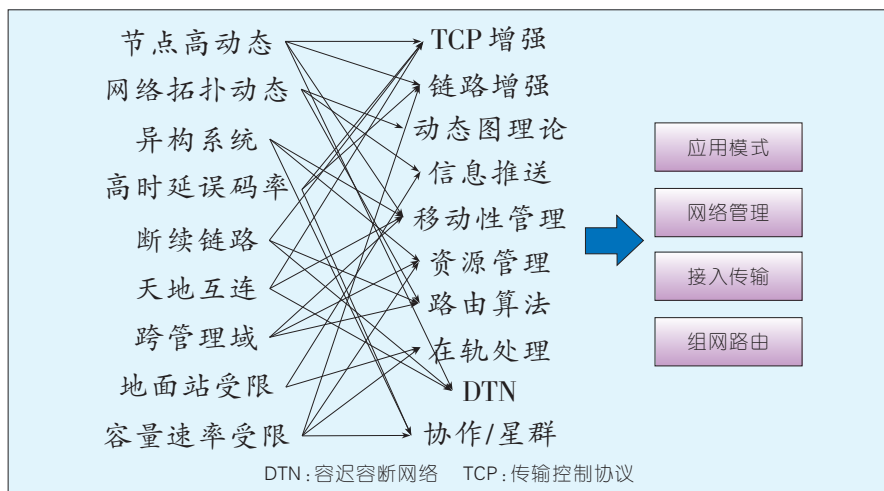 节点高动态
网络拓扑动态
异构系统
高时延误码率
断续链路
天地互连
跨管理域
地面站受限
容量速率受限
TCP 增强
链路增强
动态图理论
信息推送
移动性管理
资源管理
路由算法
在轨处理
DTN
协作/星群
应用模式
网络管理
接入传输
组网路由
DTN:容迟容断网络 TCP:传输控制协议